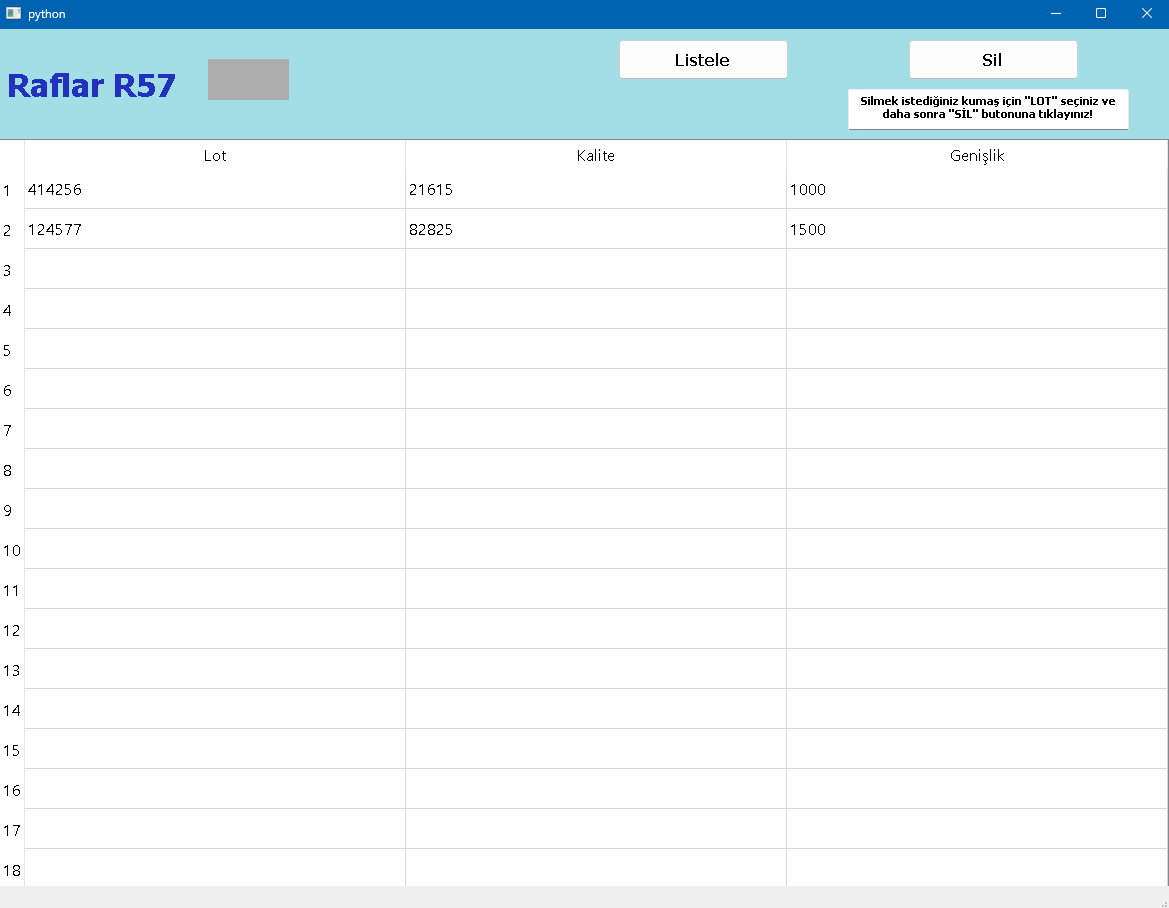 python
Raflar R57
Listele
Sil
Silmek istediğiniz kumaş için "LOT" seçiniz ve
daha sonra "SİL" butonuna tıklayınız!
Lot Kalite Genişlik
1 414256 21615 1000
2 124577 82825 1500
3
4
5
6
7
8
9
10
11
12
13
14
15
16
17
18